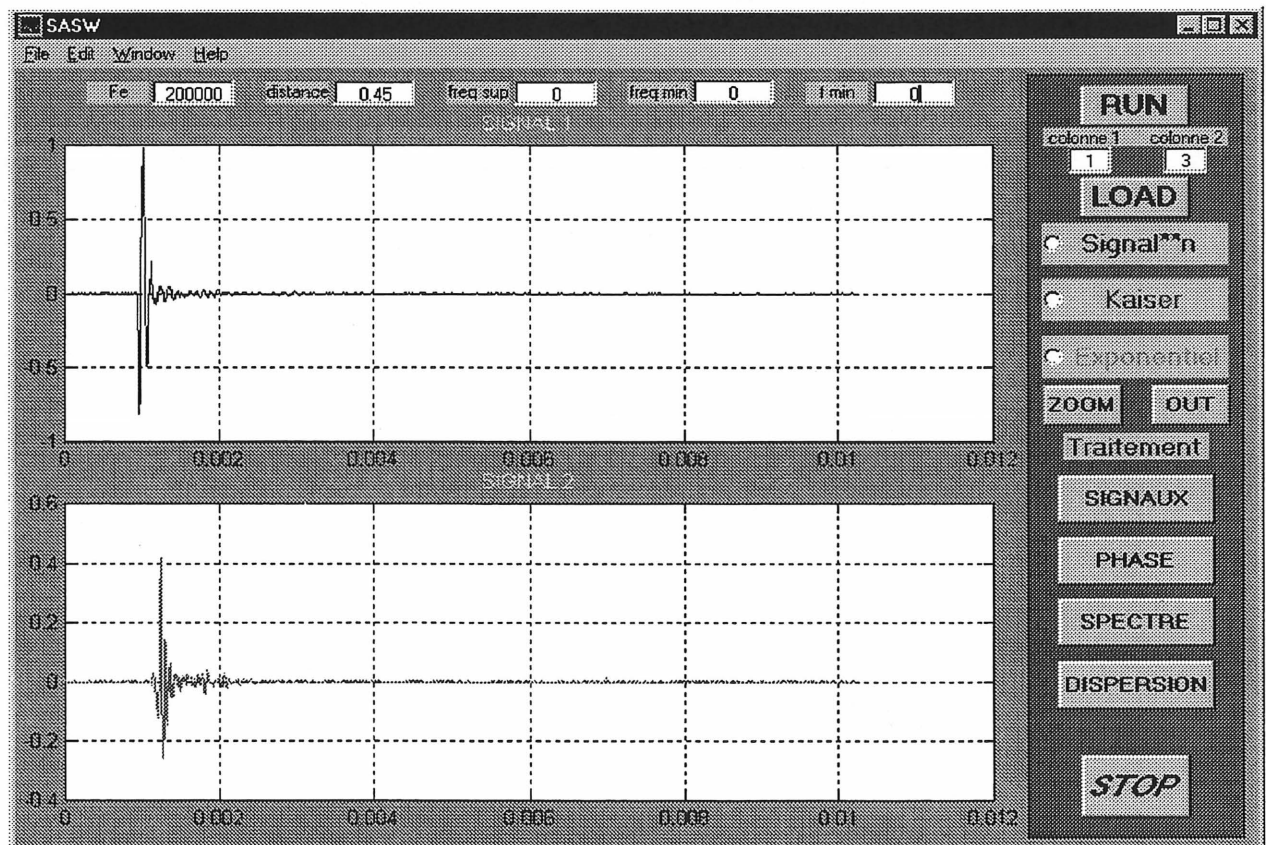 SASW
File Edit Window Help
Fe 200000 distance 0.45 freq sup 0 freq min 0 f min 0
SIGNAL 1
1
0.5
0
-0.5
-1
0 0.002 0.004 0.006 0.008 0.01 0.012
SIGNAL 2
0.6
0.4
0.2
0
-0.2
-0.4
0 0.002 0.004 0.006 0.008 0.01 0.012
RUN
colonne 1 colonne 2
1 3
LOAD
Signal**n
Kaiser
Exponentiel
ZOOM OUT
Traitement
SIGNAUX
PHASE
SPECTRE
DISPERSION
STOP